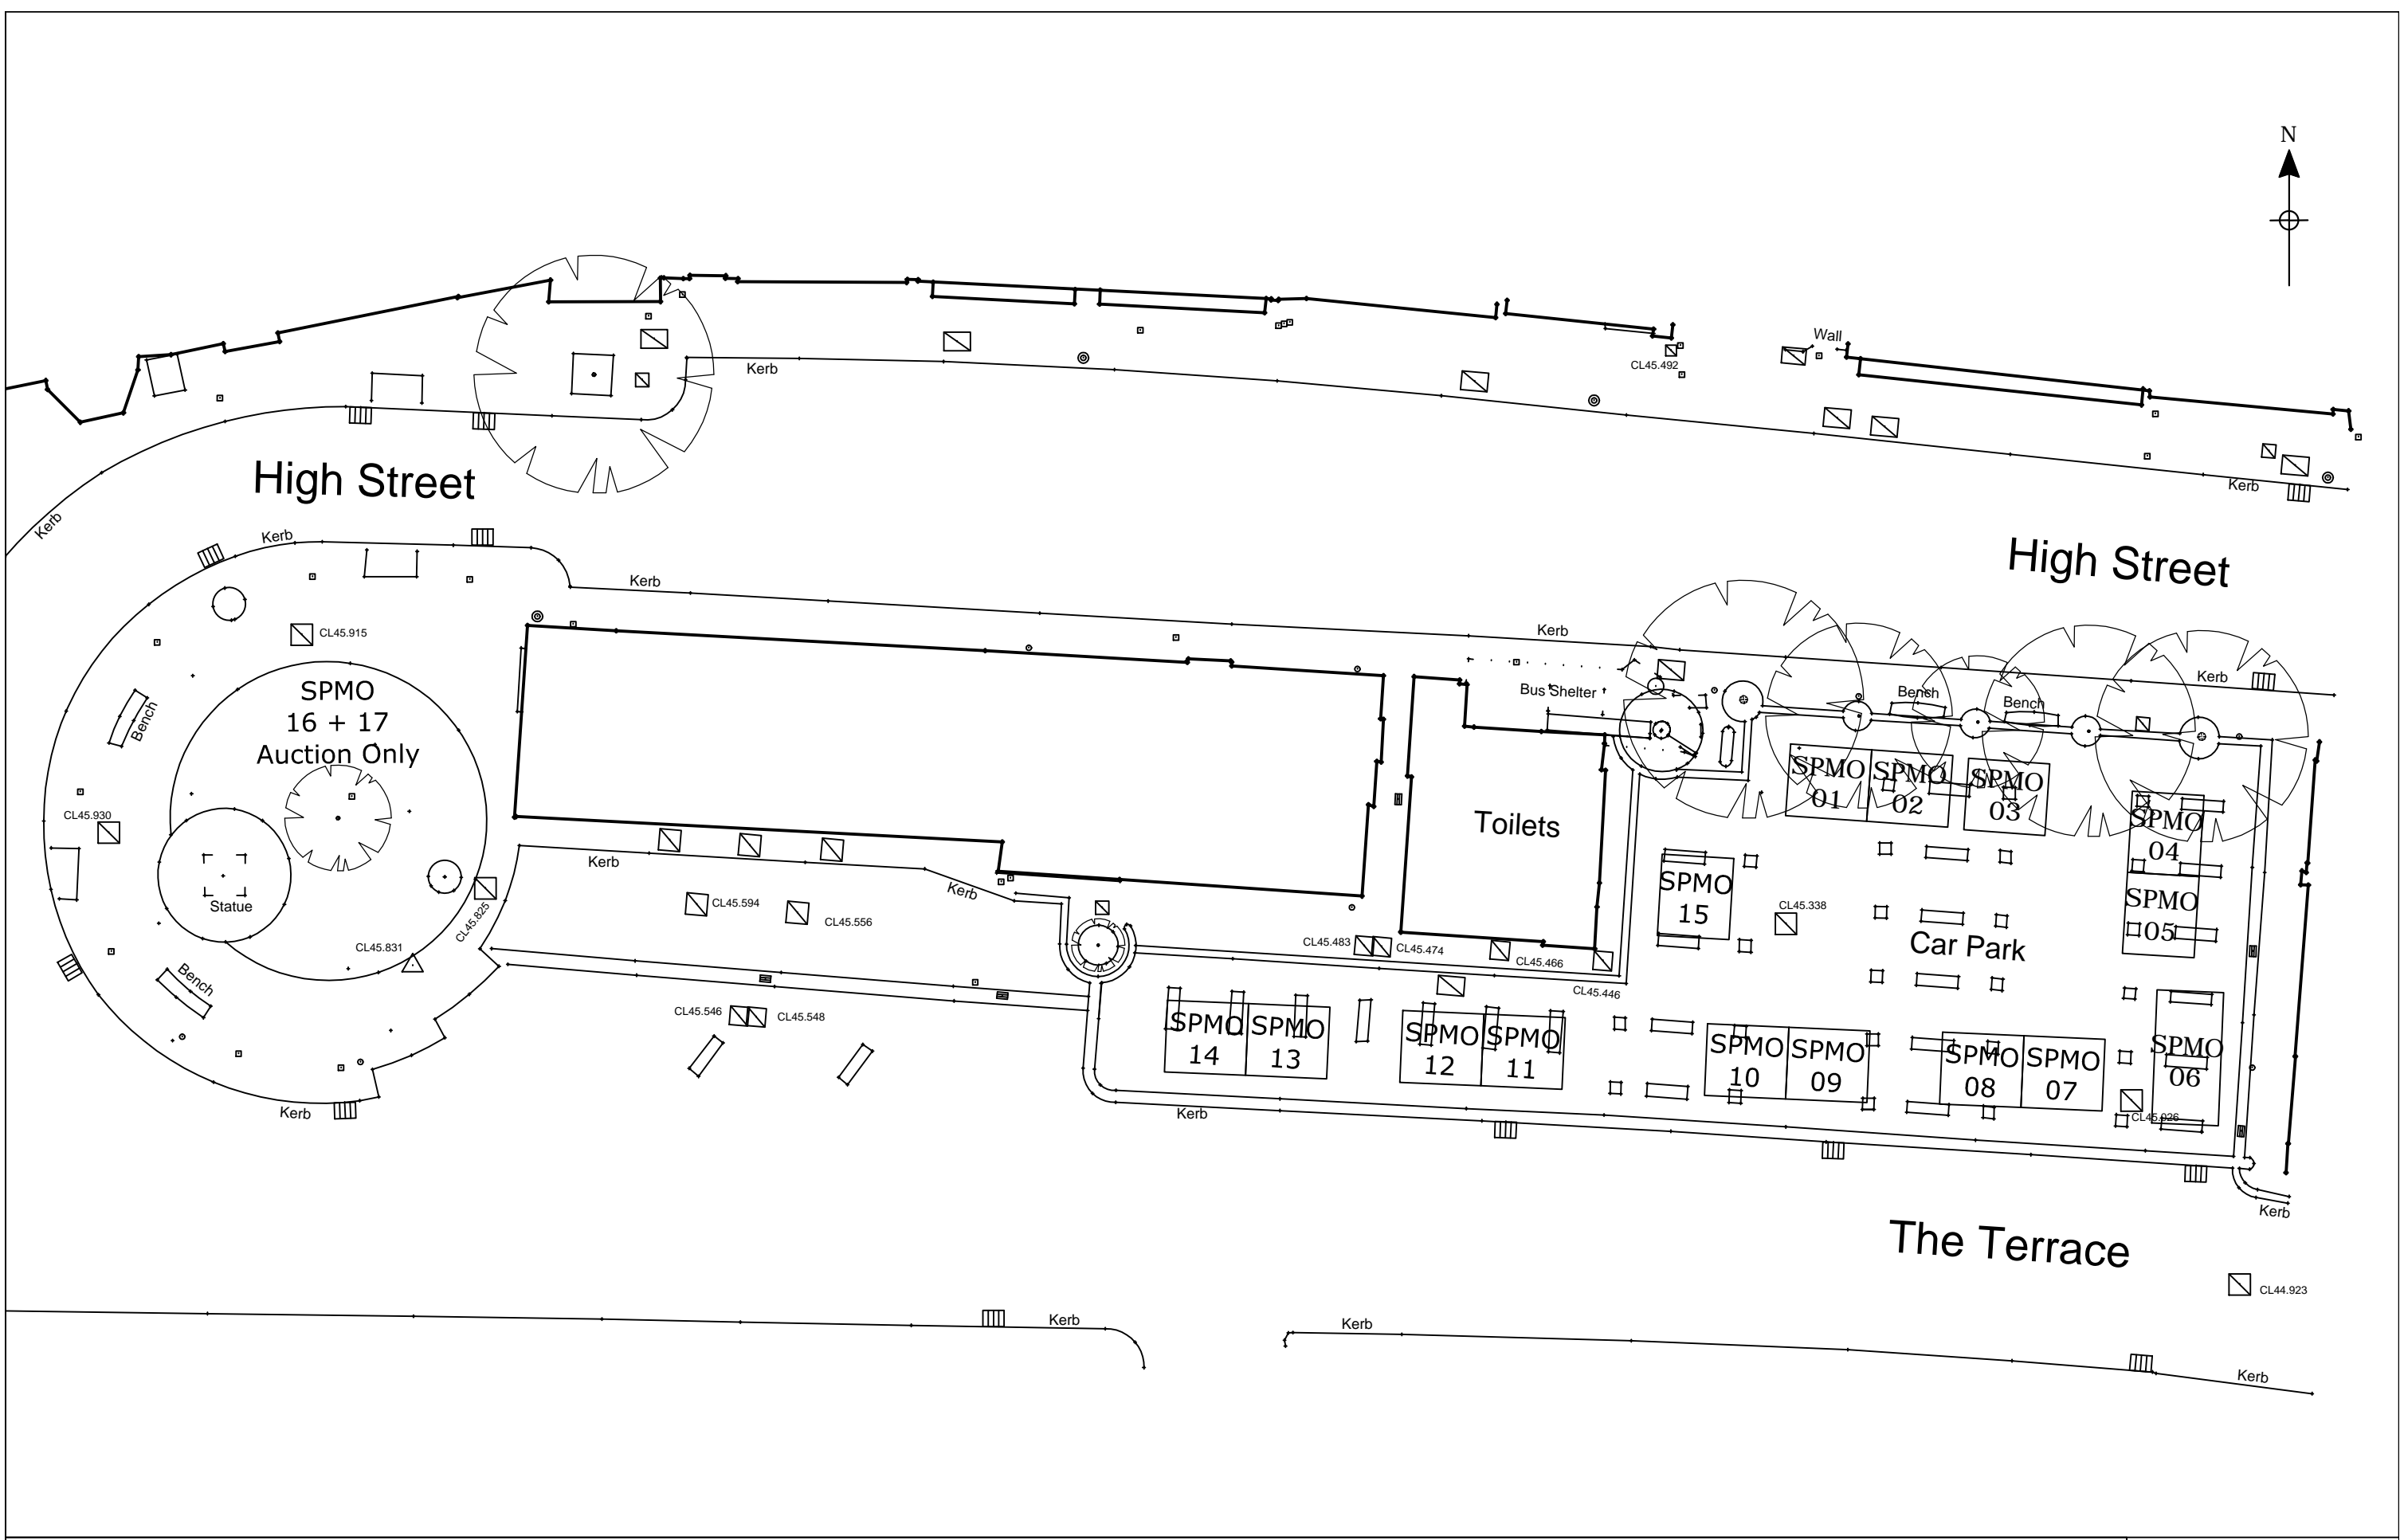 N
Wall
CL45.492
Kerb
High Street
Kerb
Kerb
Kerb
High Street
Kerb
Kerb
CL45.915
SPMO
16 + 17
Auction Only
Bench
Bus Shelter
Bench
Bench
Kerb
SPMO
01
SPMO
02
SPMO
03
SPMO
04
SPMO
05
CL45.930
Toilets
Statue
CL45.825
CL45.831
Bench
Kerb
Kerb
CL45.594
CL45.556
CL45.483
CL45.474
CL45.466
CL45.446
SPMO
15
CL45.338
Car Park
CL45.546
CL45.548
SPMO
14
SPMO
13
SPMO
12
SPMO
11
SPMO
10
SPMO
09
SPMO
08
SPMO
07
SPMO
06
CL45.026
Kerb
Kerb
Kerb
The Terrace
CL44.923
Kerb
Kerb
Kerb